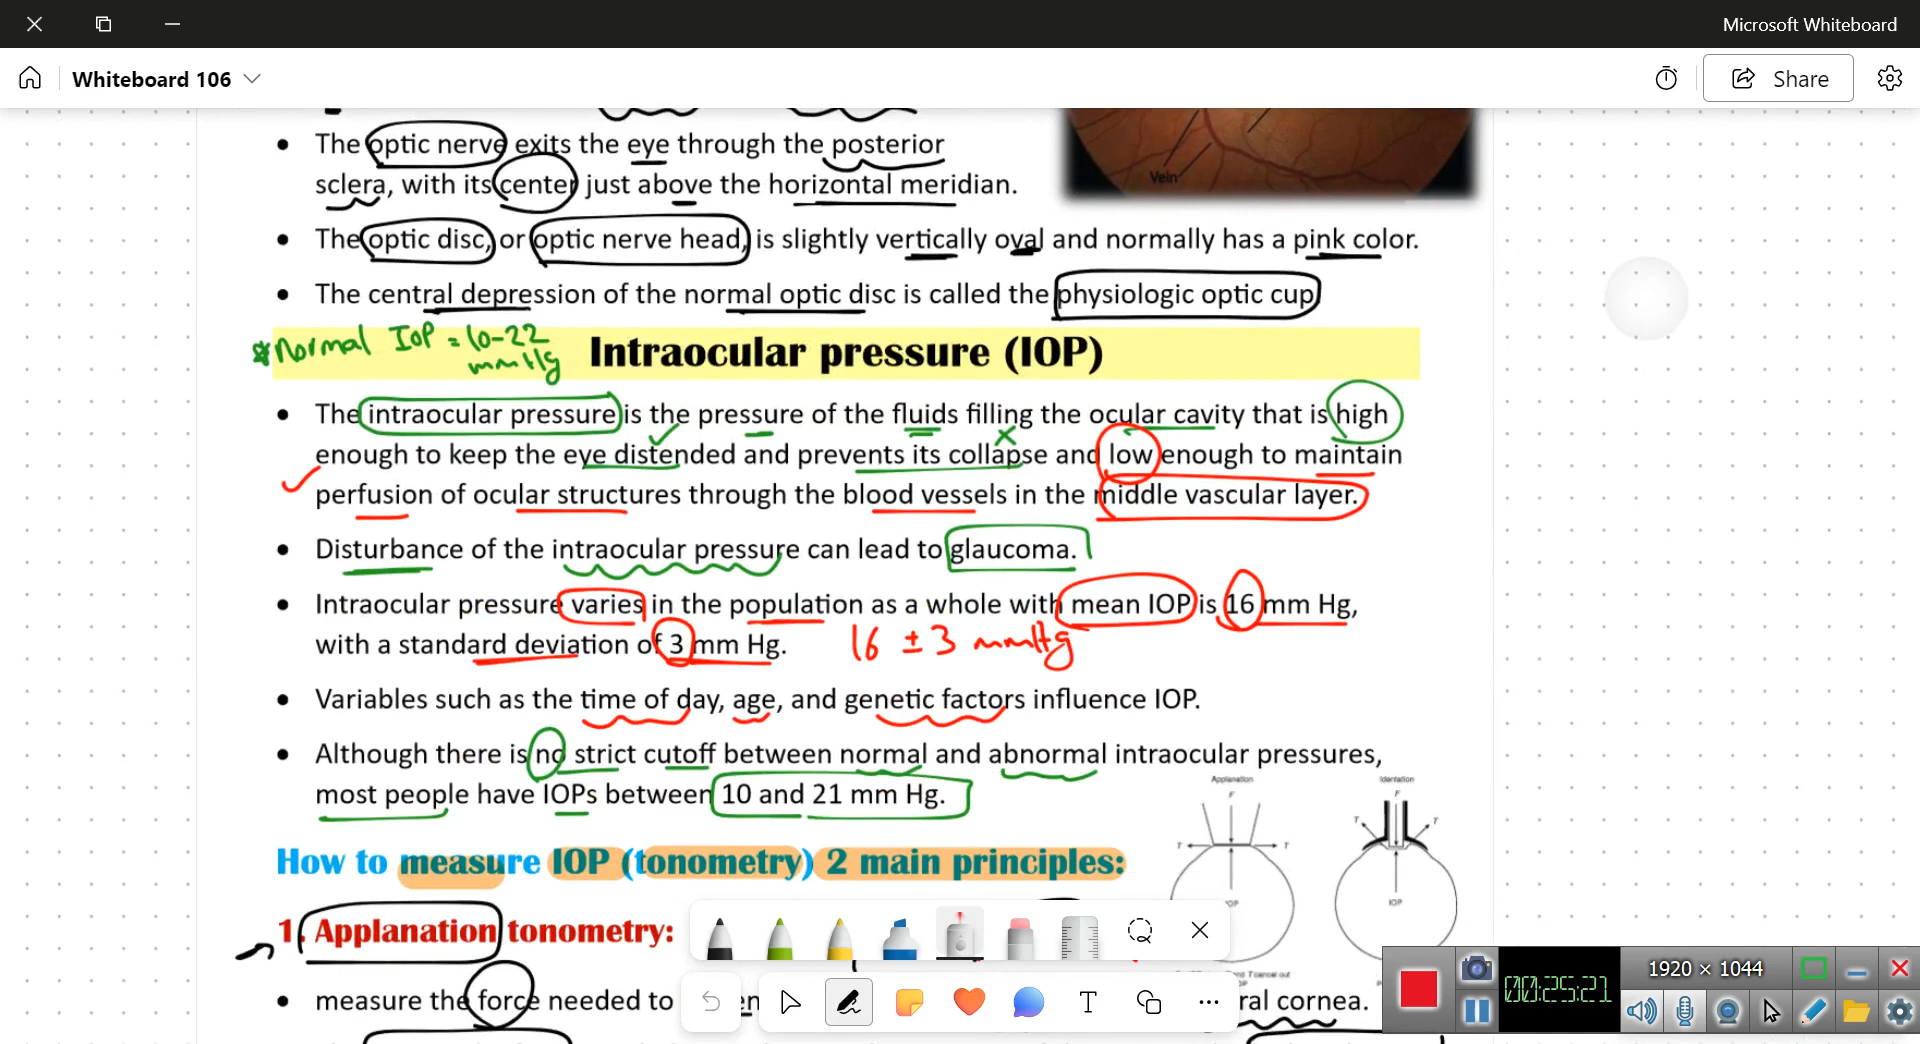 Microsoft Whiteboard
Whiteboard 106
Share
Vein
• The optic nerve exits the eye through the posterior
sclera, with its center just above the horizontal meridian.
• The optic disc, or optic nerve head, is slightly vertically oval and normally has a pink color.
• The central depression of the normal optic disc is called the physiologic optic cup
*Normal IOP = 10-22
mmHg
Intraocular pressure (IOP)
• The intraocular pressure is the pressure of the fluids filling the ocular cavity that is high
enough to keep the eye distended and prevents its collapse and low enough to maintain
perfusion of ocular structures through the blood vessels in the middle vascular layer.
• Disturbance of the intraocular pressure can lead to glaucoma.
• Intraocular pressure varies in the population as a whole with mean IOP is 16 mm Hg,
with a standard deviation of 3 mm Hg.
16 ± 3 mmHg
• Variables such as the time of day, age, and genetic factors influence IOP.
• Although there is no strict cutoff between normal and abnormal intraocular pressures,
most people have IOPs between 10 and 21 mm Hg.
Applanation
F
T
T
IOP
Identation
F
T
T
IOP
How to measure IOP (tonometry) 2 main principles:
1. Applanation tonometry:
• measure the force needed to
ral cornea.
T
1920 × 1044
00:25:21